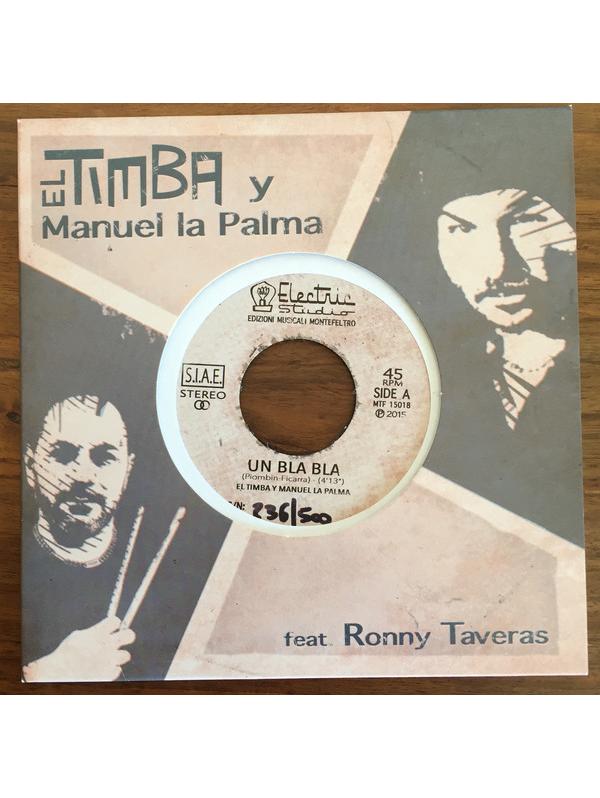 EL TIMBA y
Manuel la Palma
Electric
Studio
EDIZIONI MUSICALI MONTEFELTRO
S.I.A.E.
STEREO
45
RPM
SIDE A
MTF 15018
℗ 2015
UN BLA BLA
(Piombin-Ficarra) - (4'13")
EL TIMBA Y MANUEL LA PALMA
/N: 236/500
feat. Ronny Taveras